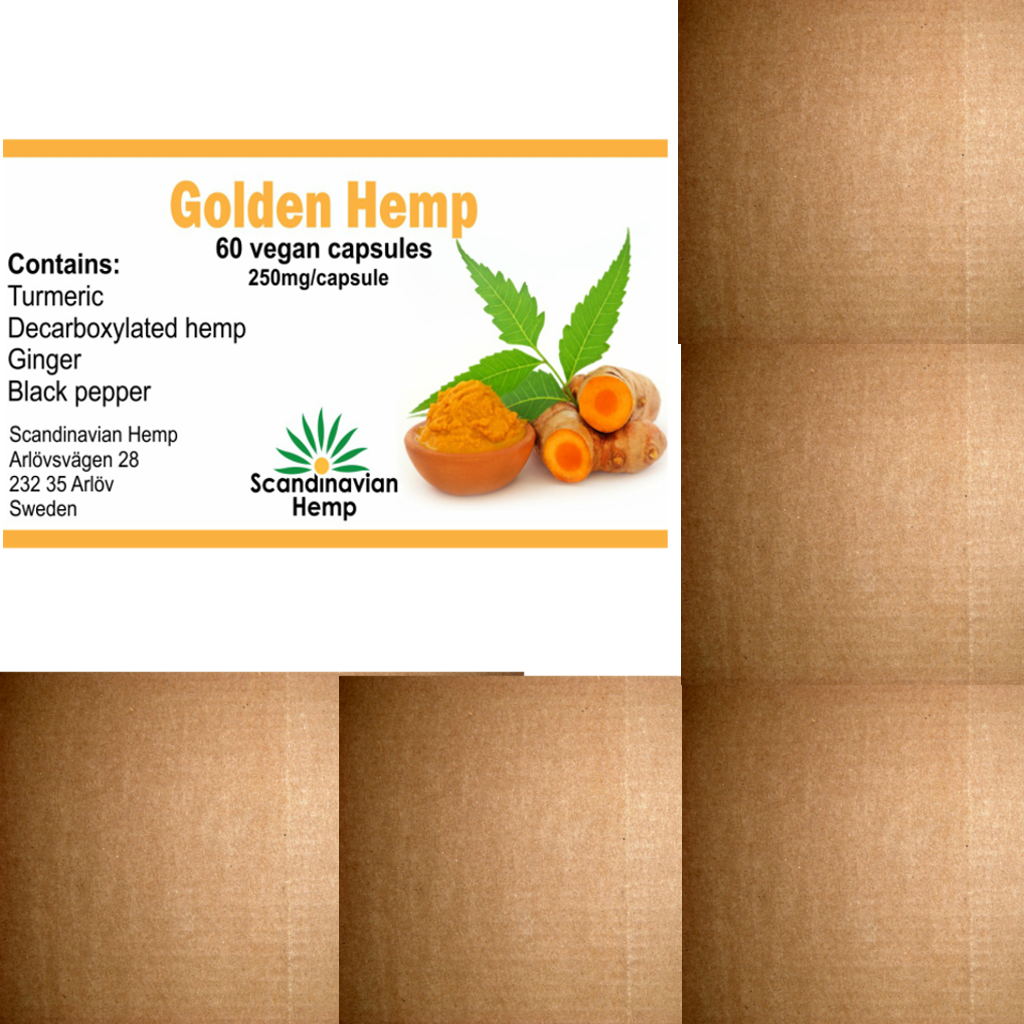 Golden Hemp
60 vegan capsules
250mg/capsule
Contains:
Turmeric
Decarboxylated hemp
Ginger
Black pepper
Scandinavian Hemp
Arlövsvägen 28
232 35 Arlöv
Sweden
Scandinavian
Hemp